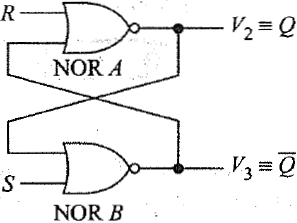 R
V₂ ≡ Q
NOR A
V₃ ≡ Q̅
S
NOR B